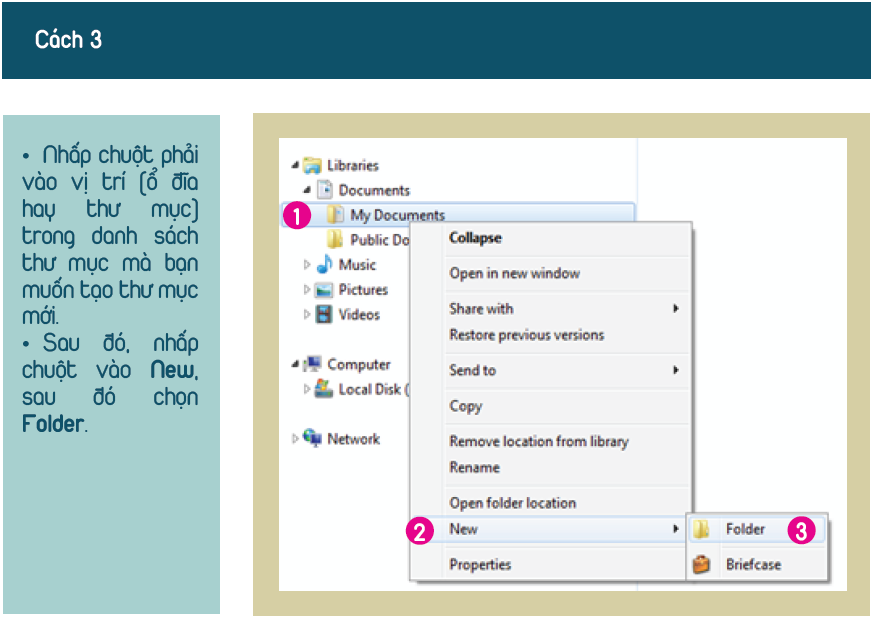 Cách 3
• Nhấp chuột phải
vào vị trí (ổ đĩa
hay thư mục)
trong danh sách
thư mục mà bạn
muốn tạo thư mục
mới.
• Sau đó, nhấp
chuột vào New,
sau đó chọn
Folder.
Libraries
Documents
1 My Documents
Public Do
Music
Pictures
Videos
Computer
Local Disk (
Network
Collapse
Open in new window
Share with
Restore previous versions
Send to
Copy
Remove location from library
Rename
Open folder location
2 New
Properties
Folder 3
Briefcase